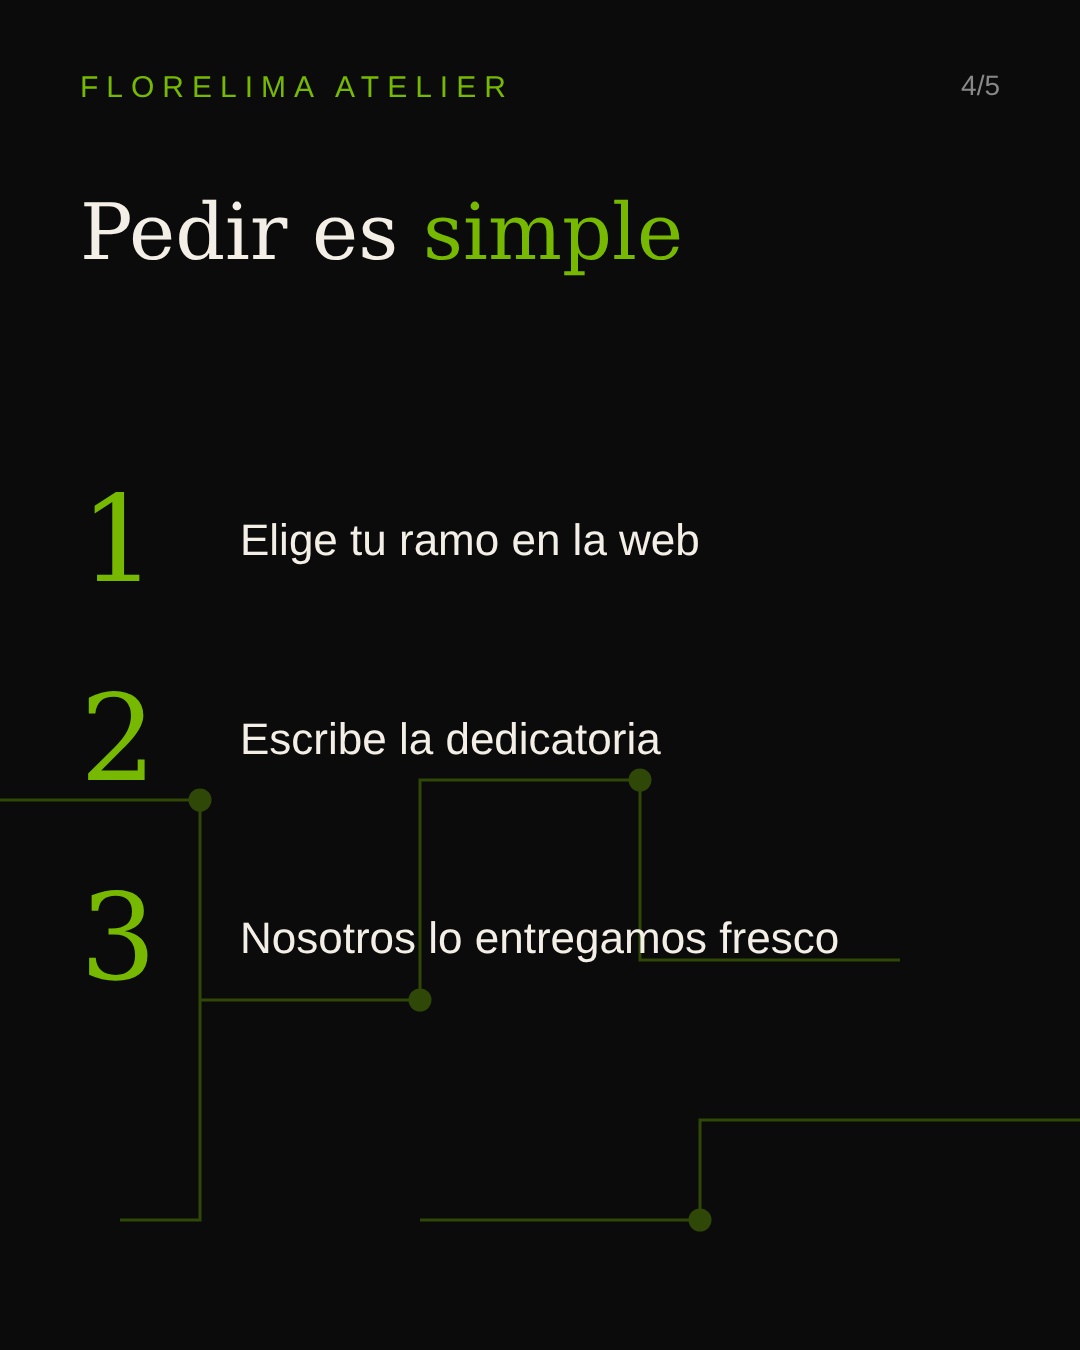 FLORELIMA ATELIER
4/5
Pedir es simple
1
Elige tu ramo en la web
2
Escribe la dedicatoria
3
Nosotros lo entregamos fresco